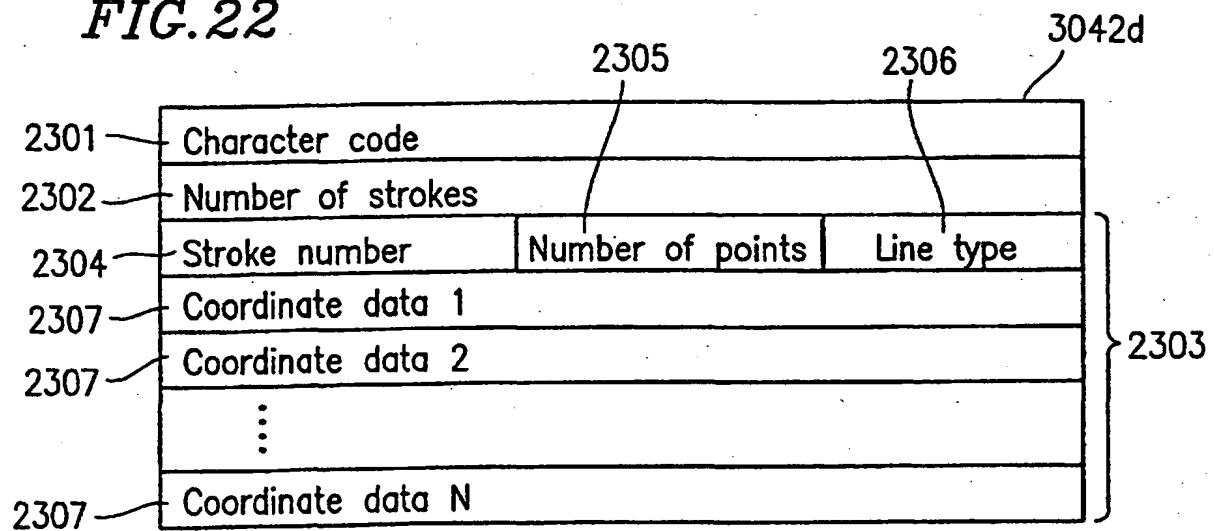 FIG.22
3042d
2305 2306
2301 Character code
2302 Number of strokes
2304 Stroke number Number of points Line type
2307 Coordinate data 1
2303
2307 Coordinate data 2
2307 Coordinate data N